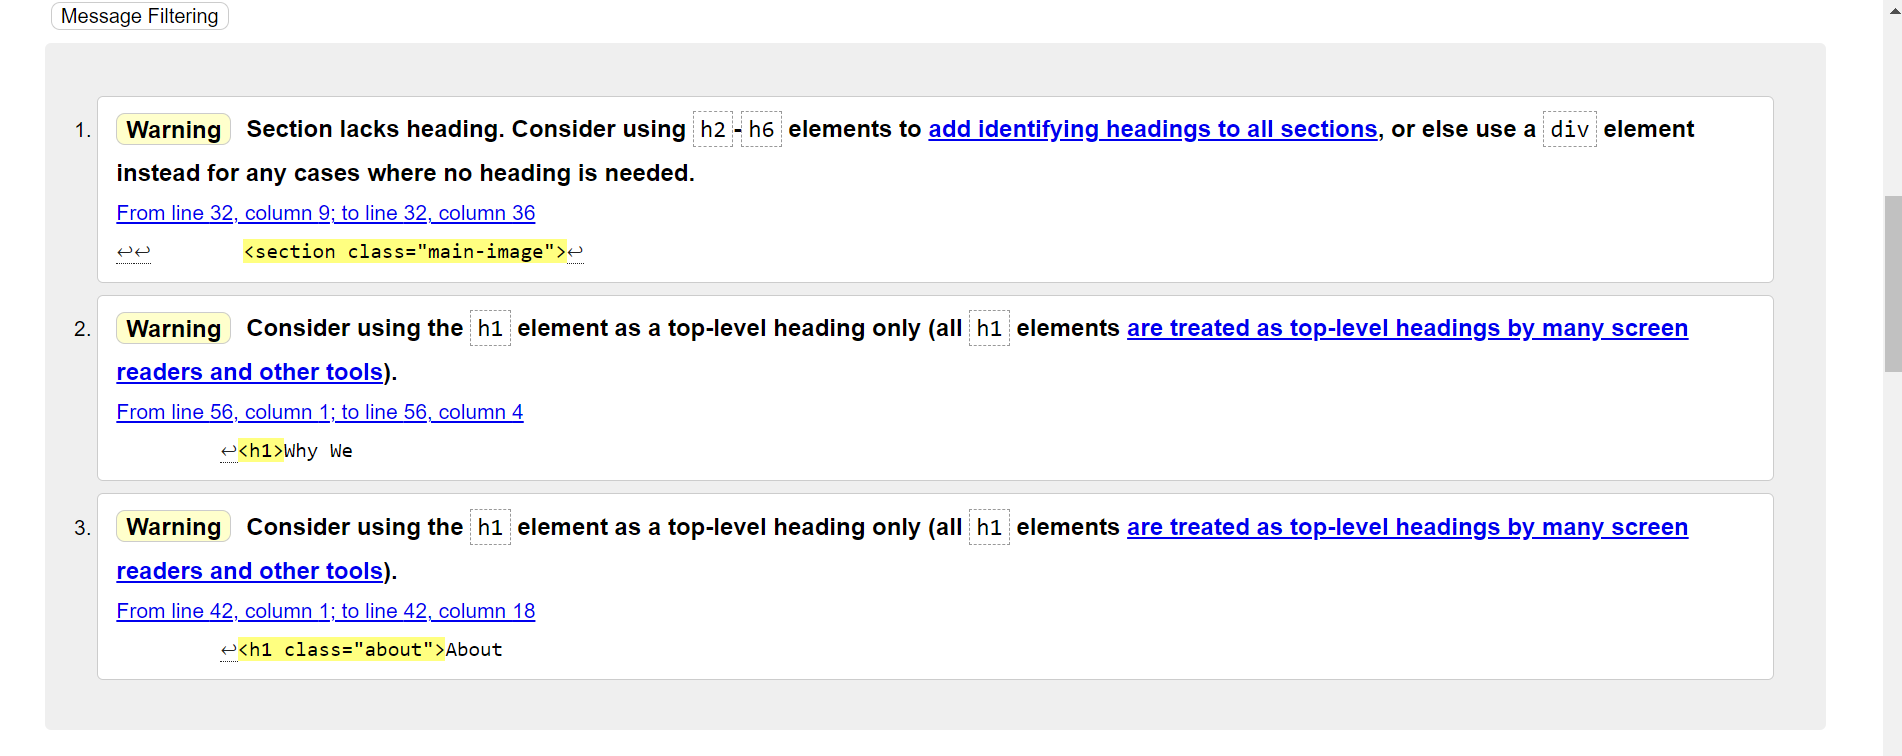 Message Filtering
1. Warning Section lacks heading. Consider using h2-h6 elements to add identifying headings to all sections, or else use a div element
instead for any cases where no heading is needed.
From line 32, column 9; to line 32, column 36
↩↩ <section class="main-image">↩
2. Warning Consider using the h1 element as a top-level heading only (all h1 elements are treated as top-level headings by many screen
readers and other tools).
From line 56, column 1; to line 56, column 4
↩<h1>Why We
3. Warning Consider using the h1 element as a top-level heading only (all h1 elements are treated as top-level headings by many screen
readers and other tools).
From line 42, column 1; to line 42, column 18
↩<h1 class="about">About